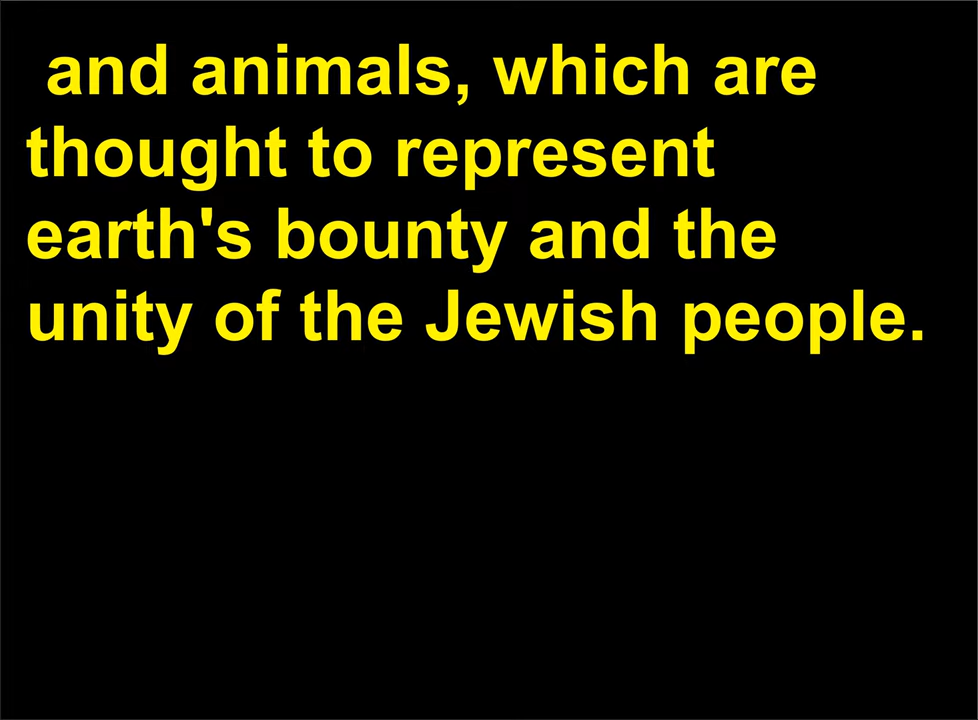 and animals, which are
thought to represent
earth's bounty and the
unity of the Jewish people.